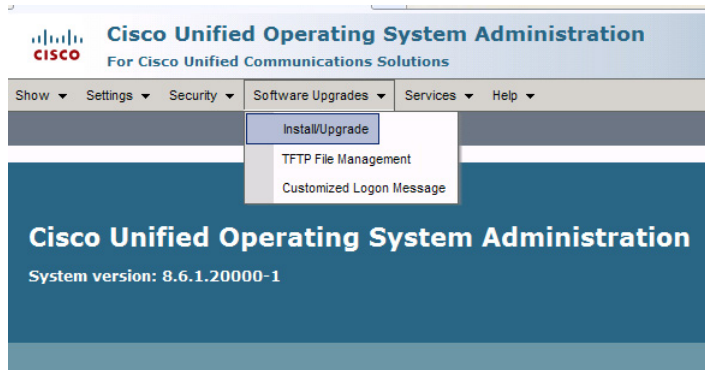 Cisco Unified Operating System Administration
CISCO For Cisco Unified Communications Solutions
Show Settings Security Software Upgrades Services Help
Install/Upgrade
TFTP File Management
Customized Logon Message
Cisco Unified Operating System Administration
System version: 8.6.1.20000-1